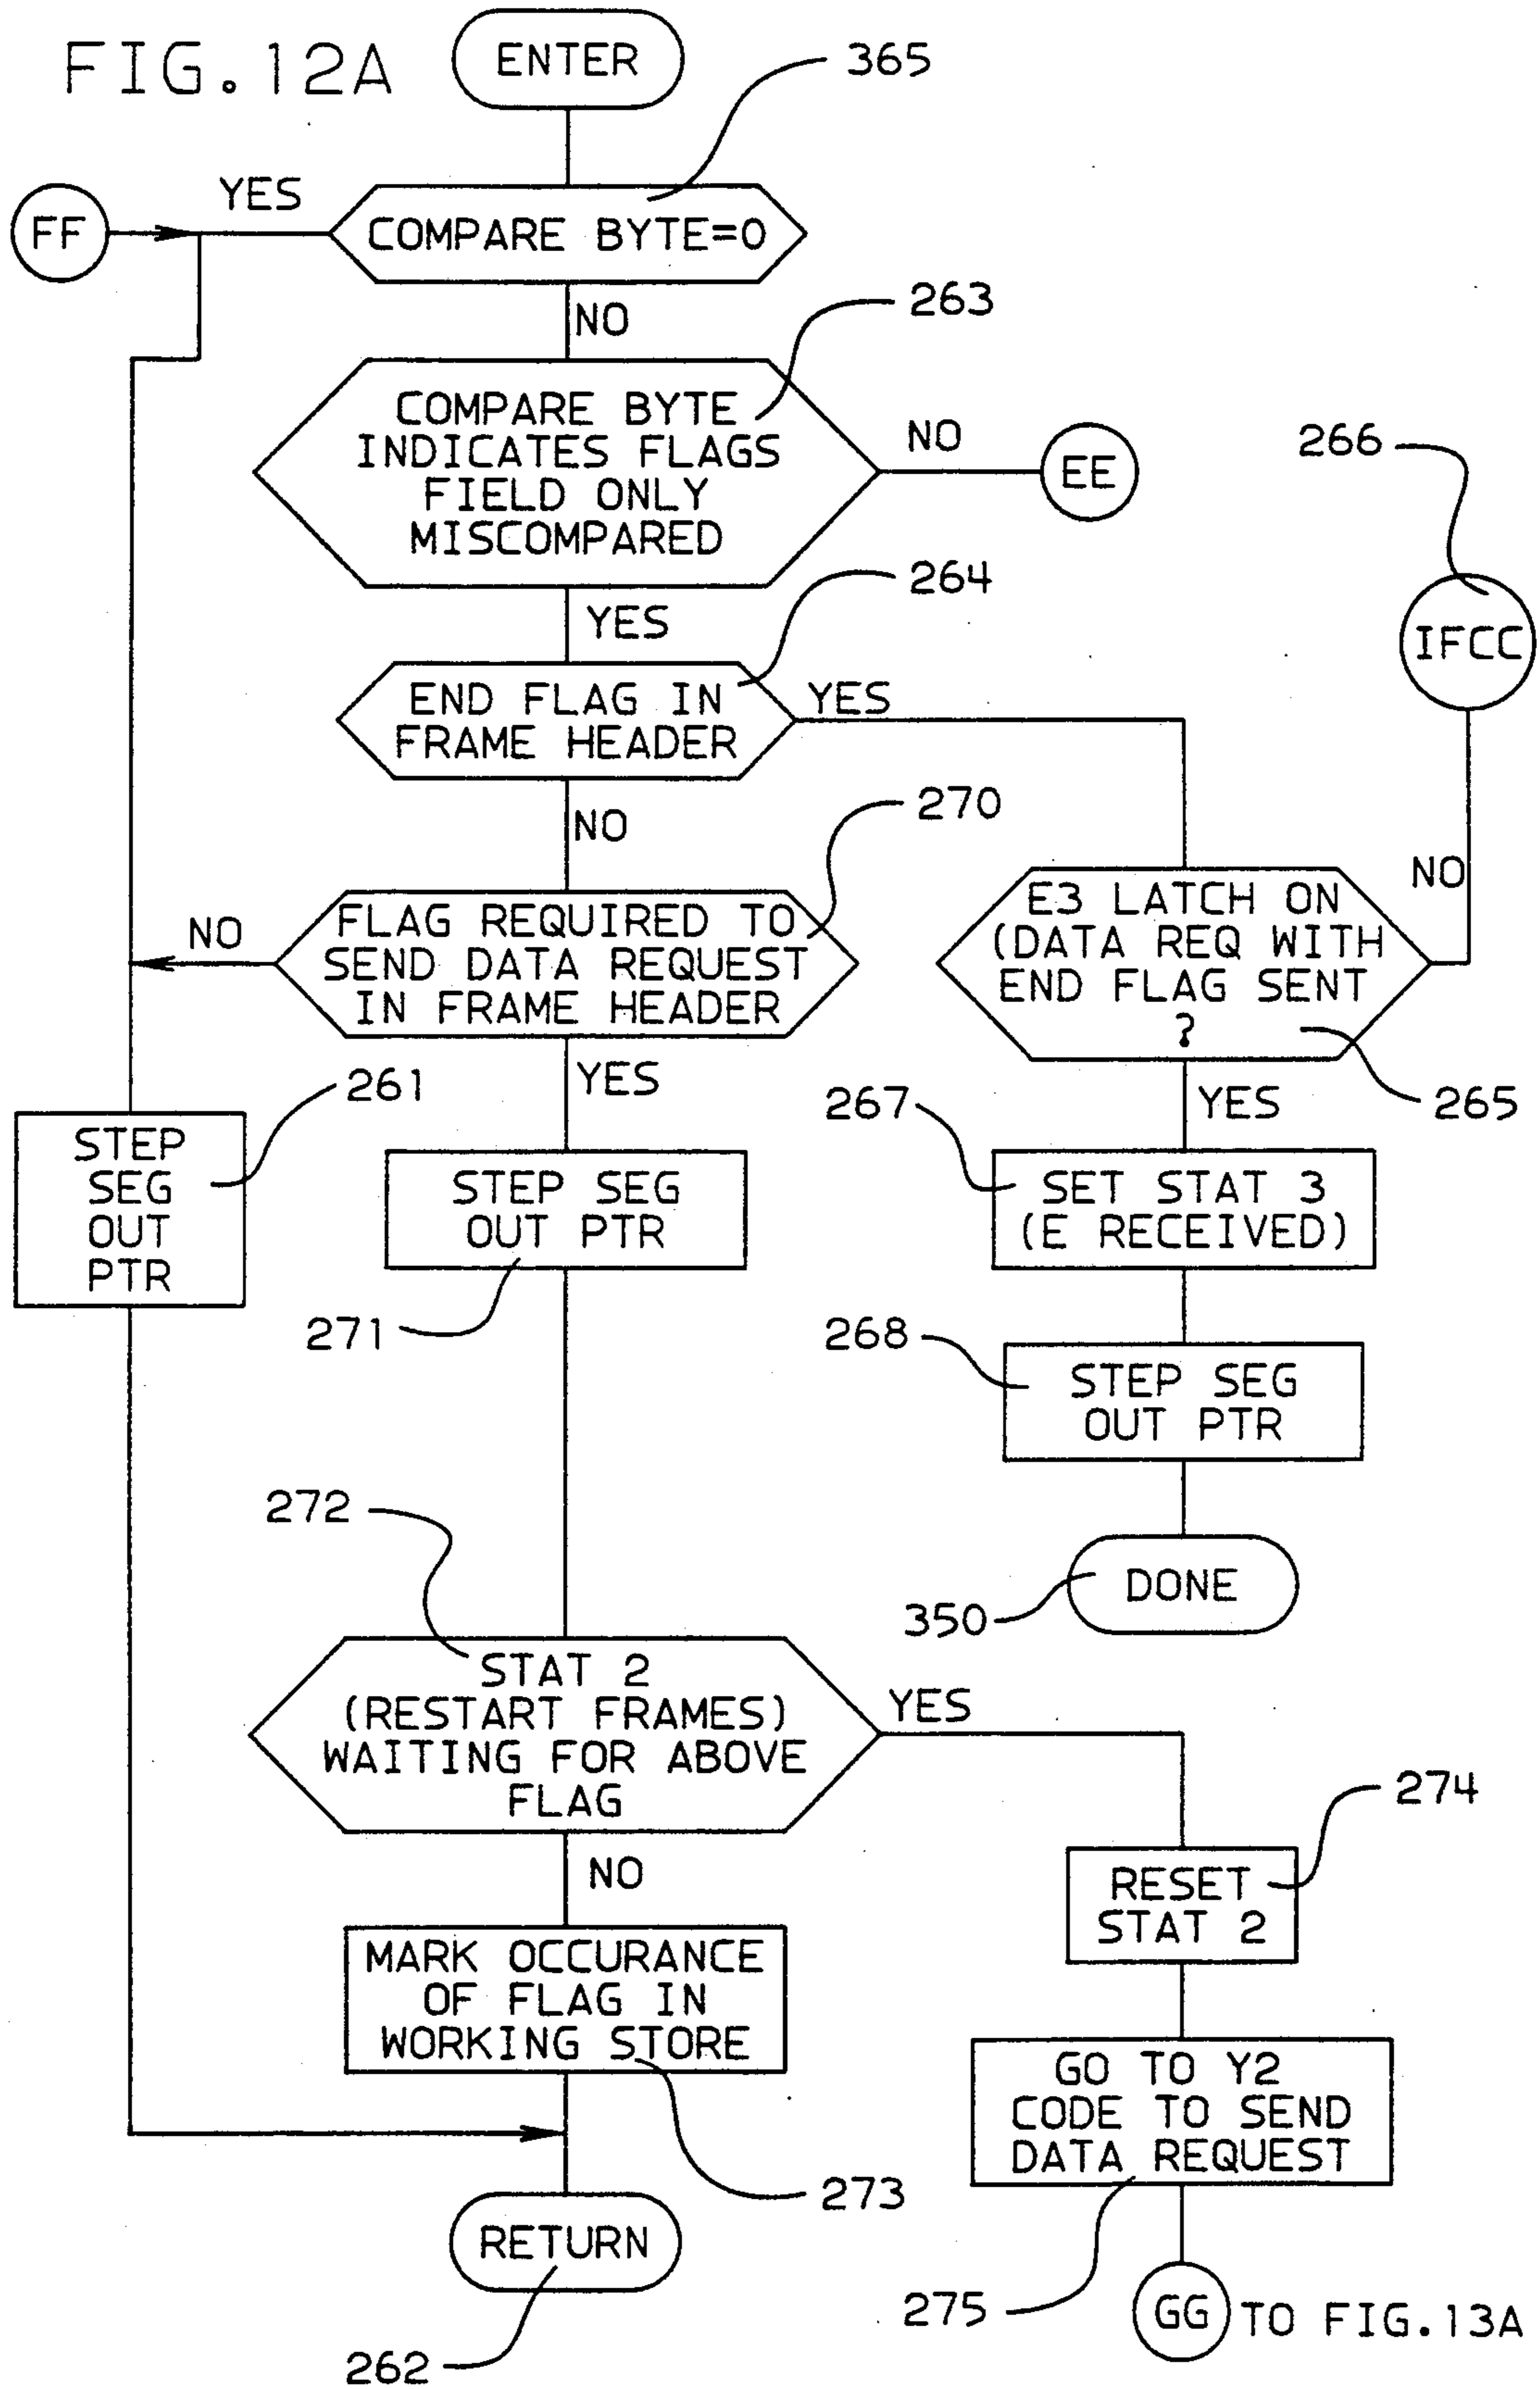 FIG.12A
ENTER
365
FF
YES
COMPARE BYTE=0
NO
263
COMPARE BYTE
INDICATES FLAGS
FIELD ONLY
MISCOMPARED
NO
EE
266
IFCC
YES
264
END FLAG IN
FRAME HEADER
YES
NO
270
FLAG REQUIRED TO
SEND DATA REQUEST
IN FRAME HEADER
NO
E3 LATCH ON
(DATA REQ WITH
END FLAG SENT
?
NO
265
YES
YES
261
STEP
SEG
OUT
PTR
STEP SEG
OUT PTR
271
267
SET STAT 3
(E RECEIVED)
268
STEP SEG
OUT PTR
350
DONE
272
STAT 2
(RESTART FRAMES)
WAITING FOR ABOVE
FLAG
YES
NO
274
RESET
STAT 2
MARK OCCURANCE
OF FLAG IN
WORKING STORE
273
GO TO Y2
CODE TO SEND
DATA REQUEST
275
RETURN
262
GG
TO FIG.13A